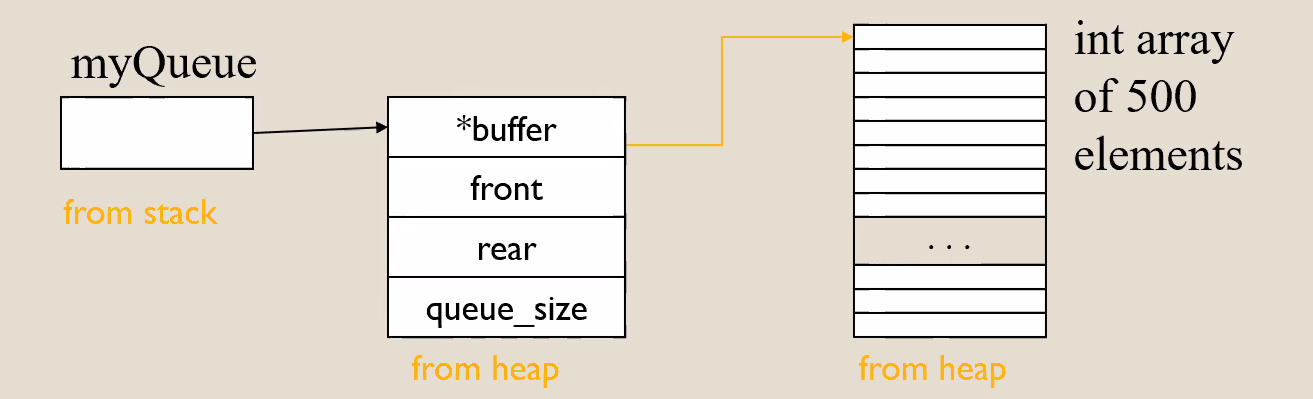 myQueue
from stack
*buffer
front
rear
queue_size
from heap
. . .
from heap
int array
of 500
elements